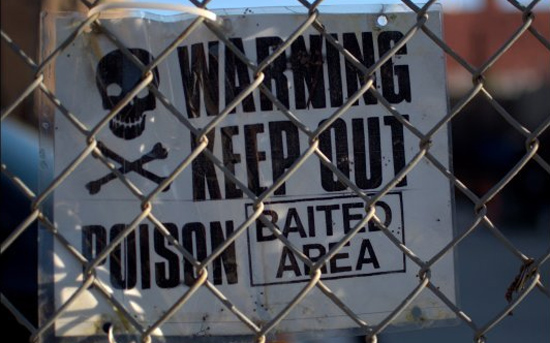 WARNING
KEEP OUT
POISON BAITED
AREA